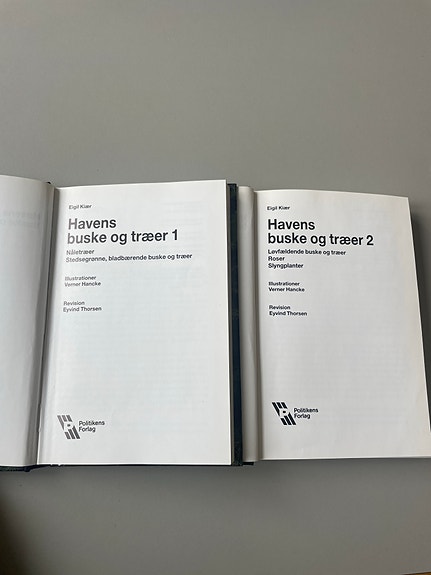 Eigil Kiær
Havens
buske og træer 1
Nåletræer
Stedsegrønne, bladbærende buske og træer
Illustrationer
Verner Hancke
Revision
Eyvind Thorsen
Politikens
Forlag
Eigil Kiær
Havens
buske og træer 2
Løvfældende buske og træer
Roser
Slyngplanter
Illustrationer
Verner Hancke
Revision
Eyvind Thorsen
Politikens
Forlag